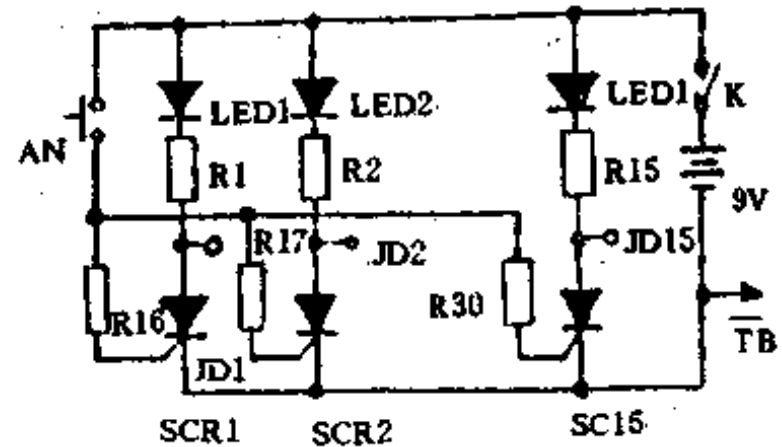 LED1 LED2 LED1 K
AN R1 R2 R15 9V
R17 JD2 JD15
R16 R30 TB
JD1
SCR1 SCR2 SC15